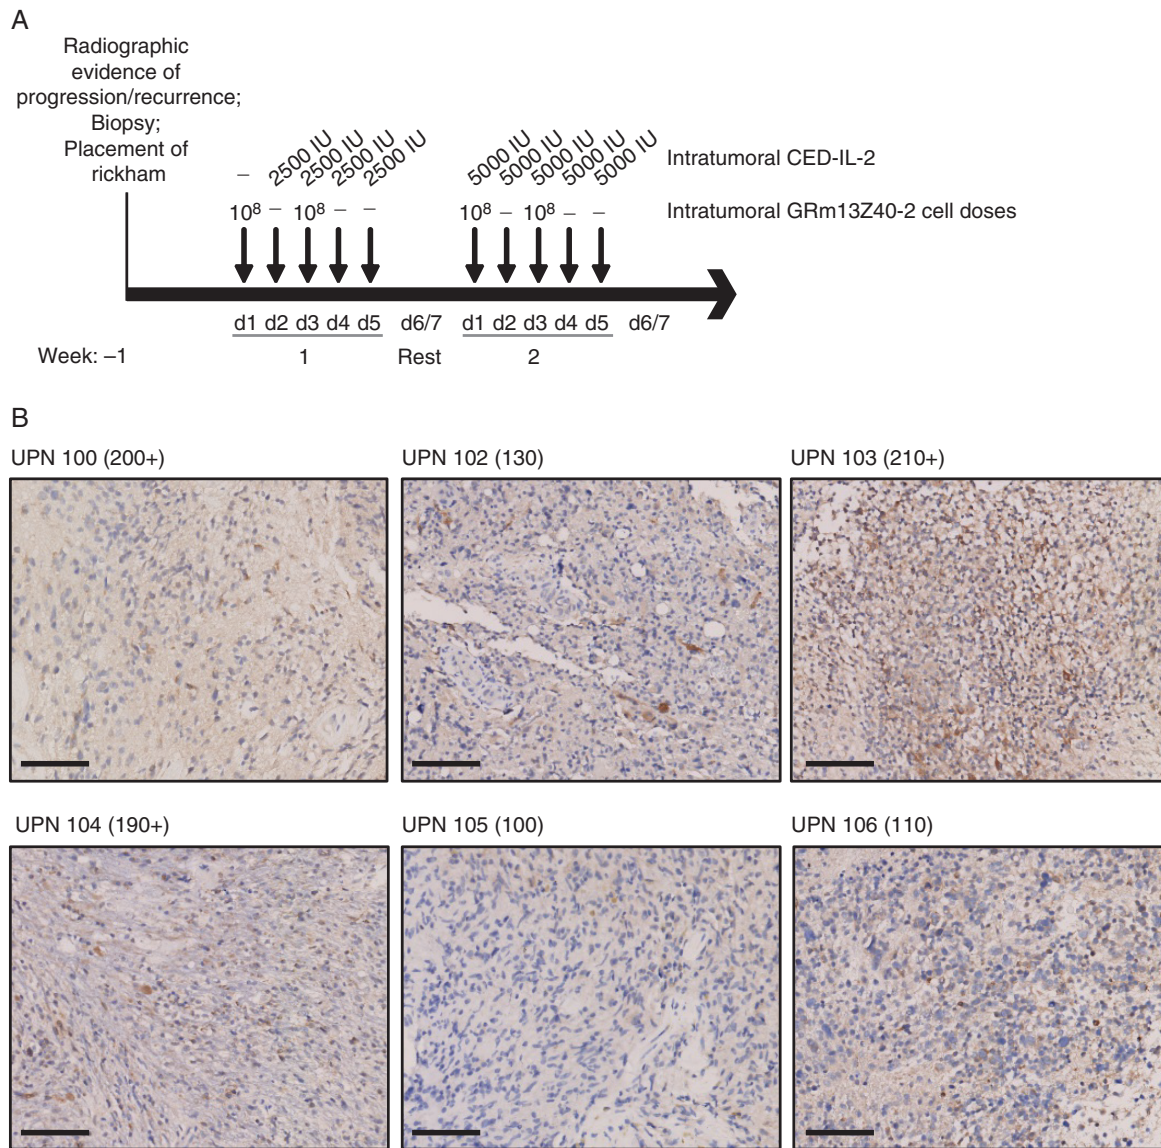 A
Radiographic
evidence of
progression/recurrence;
Biopsy;
Placement of
rickham
– 2500 IU 2500 IU 2500 IU 2500 IU 5000 IU 5000 IU 5000 IU 5000 IU 5000 IU Intratumoral CED-IL-2
10⁸ – 10⁸ – – 10⁸ – 10⁸ – – Intratumoral GRm13Z40-2 cell doses
d1 d2 d3 d4 d5 d6/7 d1 d2 d3 d4 d5 d6/7
Week: –1 1 Rest 2
B
UPN 100 (200+) UPN 102 (130) UPN 103 (210+)
UPN 104 (190+) UPN 105 (100) UPN 106 (110)